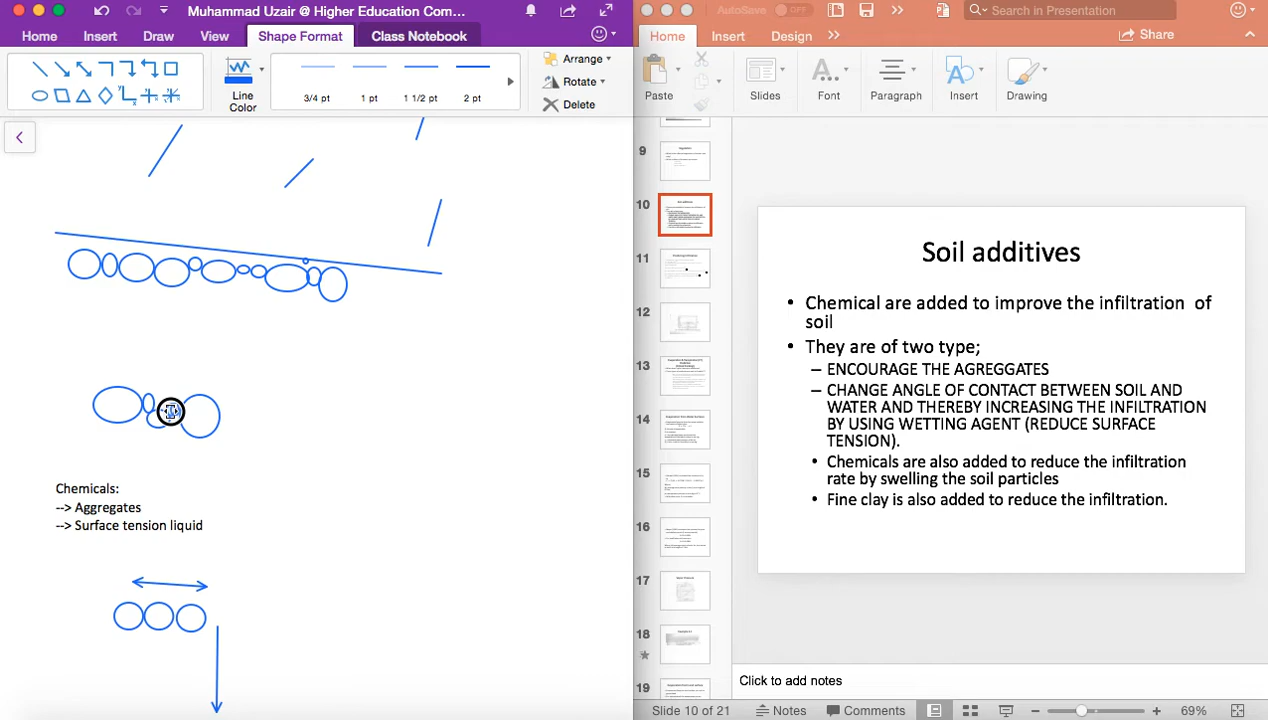 Muhammad Uzair @ Higher Education Com...
Home Insert Draw View Shape Format Class Notebook
Line
Color
3/4 pt 1 pt 1 1/2 pt 2 pt
Arrange
Rotate
Delete
Chemicals:
--> Aggregates
--> Surface tension liquid
AutoSave OFF
Search in Presentation
Home Insert Design Share
Paste Slides Font Paragraph Insert Drawing
9
10
11
12
13
14
15
16
17
18
19
Soil additives
• Chemical are added to improve the infiltration of
soil
• They are of two type;
– ENCOURAGE THE AGREGGATES
– CHANGE ANGLE OF CONTACT BETWEEN SOIL AND
WATER AND THEREBY INCREASING THE INFILTRATION
BY USING WETTING AGENT (REDUCE SURFACE
TENSION).
• Chemicals are also added to reduce the infiltration
rate by swelling the soil particles
• Fine clay is also added to reduce the infiltration.
Click to add notes
Slide 10 of 21 Notes Comments 69%